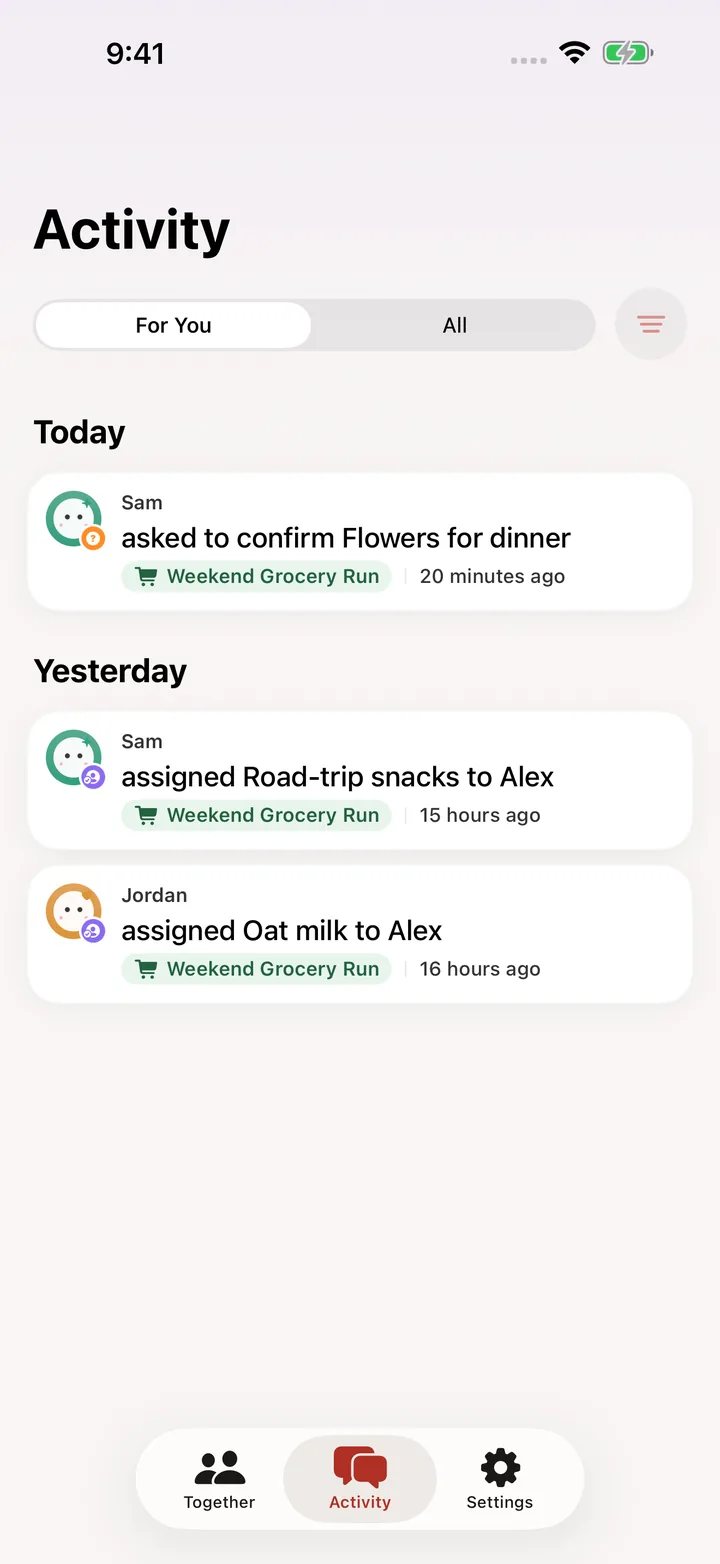 9:41
Activity
For You
All
Today
Sam
asked to confirm Flowers for dinner
Weekend Grocery Run
20 minutes ago
Yesterday
Sam
assigned Road-trip snacks to Alex
Weekend Grocery Run
15 hours ago
Jordan
assigned Oat milk to Alex
Weekend Grocery Run
16 hours ago
Together
Activity
Settings